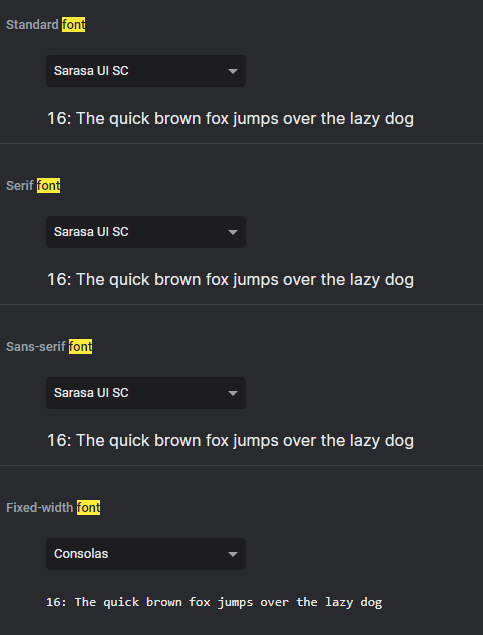 Standard font
Sarasa UI SC
16: The quick brown fox jumps over the lazy dog
Serif font
Sarasa UI SC
16: The quick brown fox jumps over the lazy dog
Sans-serif font
Sarasa UI SC
16: The quick brown fox jumps over the lazy dog
Fixed-width font
Consolas
16: The quick brown fox jumps over the lazy dog